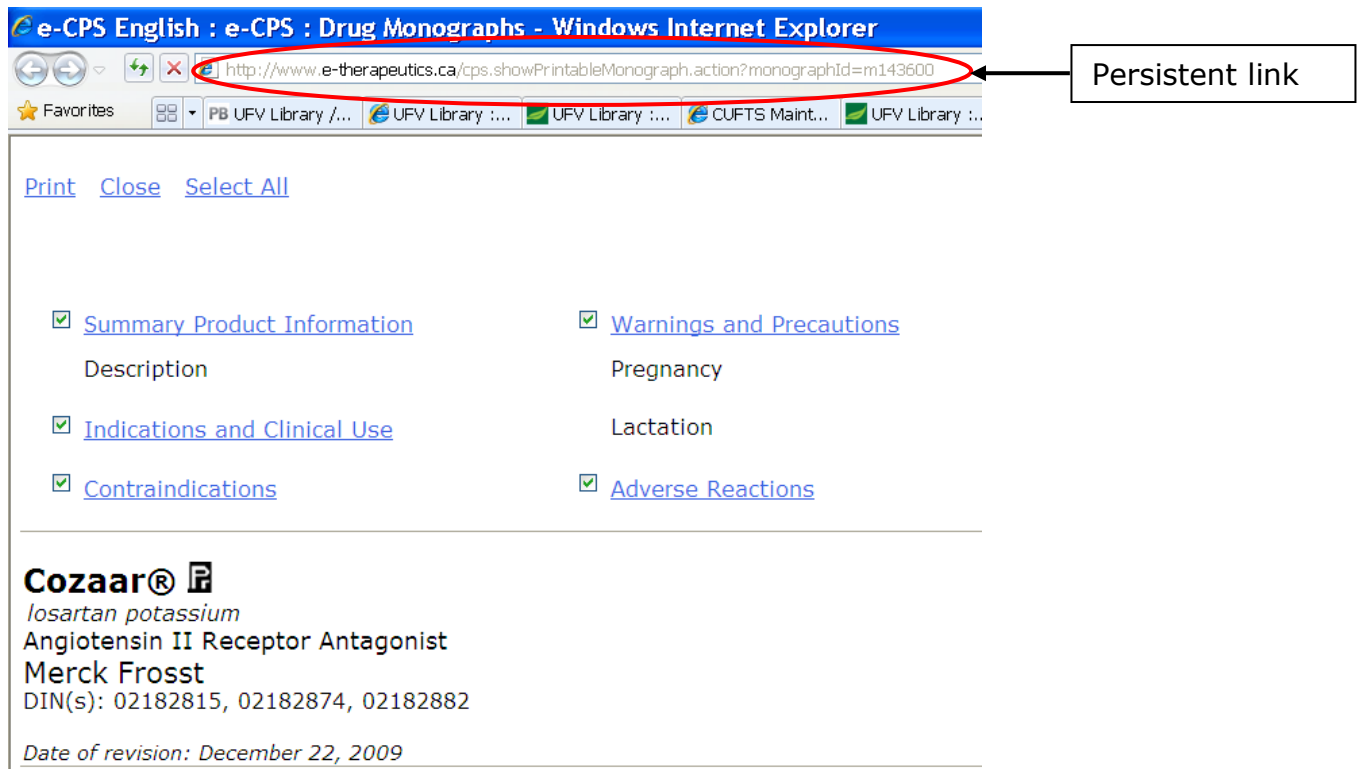 e-CPS English : e-CPS : Drug Monographs - Windows Internet Explorer
http://www.e-therapeutics.ca/cps.showPrintableMonograph.action?monographId=m143600
Persistent link
Favorites PB UFV Library /... UFV Library :... UFV Library :... CUFTS Maint... UFV Library :..
Print Close Select All
Summary Product Information Warnings and Precautions
Description Pregnancy
Indications and Clinical Use Lactation
Contraindications Adverse Reactions
Cozaar® Pr
losartan potassium
Angiotensin II Receptor Antagonist
Merck Frosst
DIN(s): 02182815, 02182874, 02182882
Date of revision: December 22, 2009